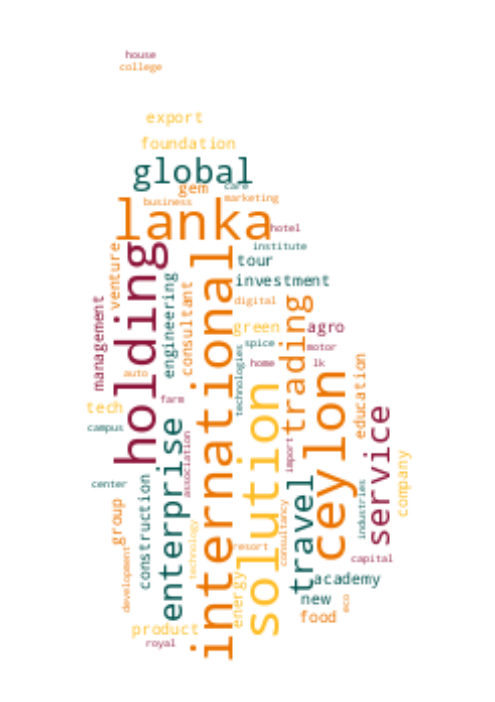 house
college
export
foundation
global
gem
care
business
marketing
lanka
hotel
holding
international
institute
tour
venture
engineering
investment
consultant
management
digital
trading
green
agro
spice
motor
technologies
home
lk
auto
education
ceylon
farm
tech
solution
service
campus
enterprise
association
import
company
center
construction
travel
industries
group
technology
consultancy
resort
capital
development
energy
academy
new
eco
food
product
royal